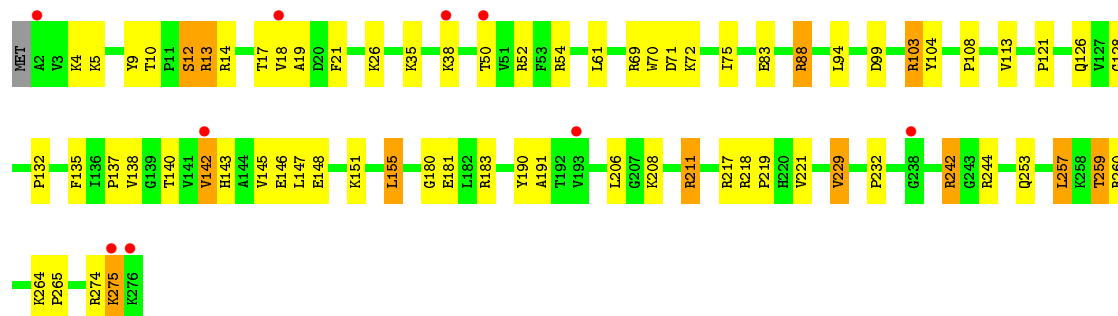 MET A2 V3 K4 K5 Y9 T10 P11 S12 R13 R14 T17 V18 A19 D20 F21 K26 K35 K38 T50 V51 R52 F53 R54 L61 R69 W70 D71 K72 I75 E83 R88 L94 D99 R103 Y104 P108 V113 P121 Q126 V127 G128
P132 F135 I136 P137 V138 G139 T140 V141 V142 H143 A144 V145 E146 L147 E148 K151 L155 G180 E181 L182 R183 Y190 A191 T192 V193 L206 G207 K208 R211 R217 R218 P219 H220 V221 V229 P232 G238 R242 G243 R244 Q253 L257 K258 T259 R260
K264 P265 R274 K275 K276